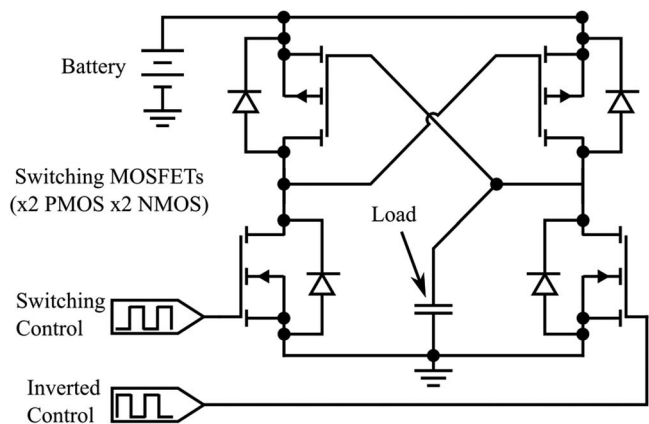 Battery
Switching MOSFETs
(x2 PMOS x2 NMOS)
Load
Switching
Control
Inverted
Control